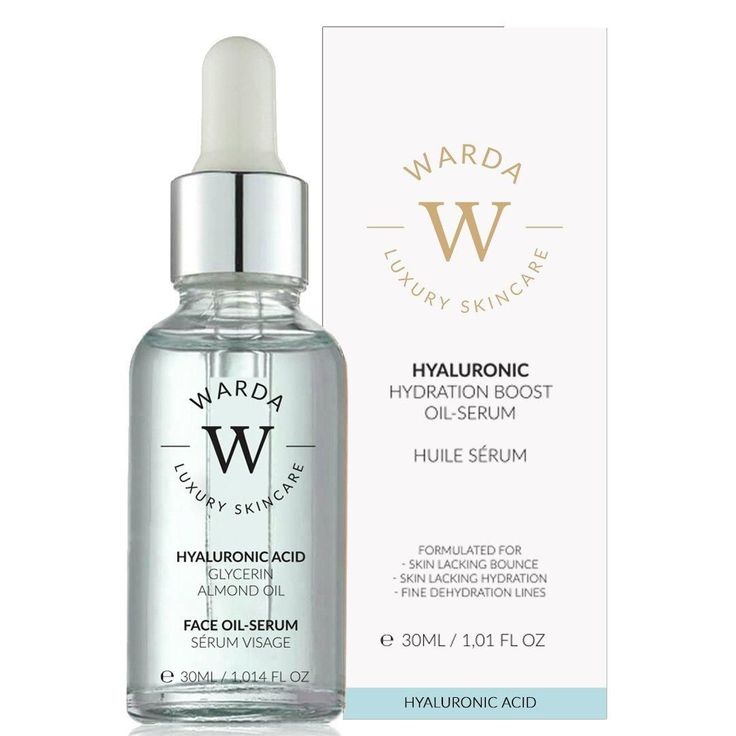 WARDA
W
LUXURY SKINCARE
HYALURONIC ACID
GLYCERIN
ALMOND OIL
FACE OIL-SERUM
SÉRUM VISAGE
℮ 30ML / 1,014 FL OZ
WARDA
W
LUXURY SKINCARE
HYALURONIC
HYDRATION BOOST
OIL-SERUM
HUILE SÉRUM
FORMULATED FOR
- SKIN LACKING BOUNCE
- SKIN LACKING HYDRATION
- FINE DEHYDRATION LINES
℮ 30ML / 1,01 FL OZ
HYALURONIC ACID